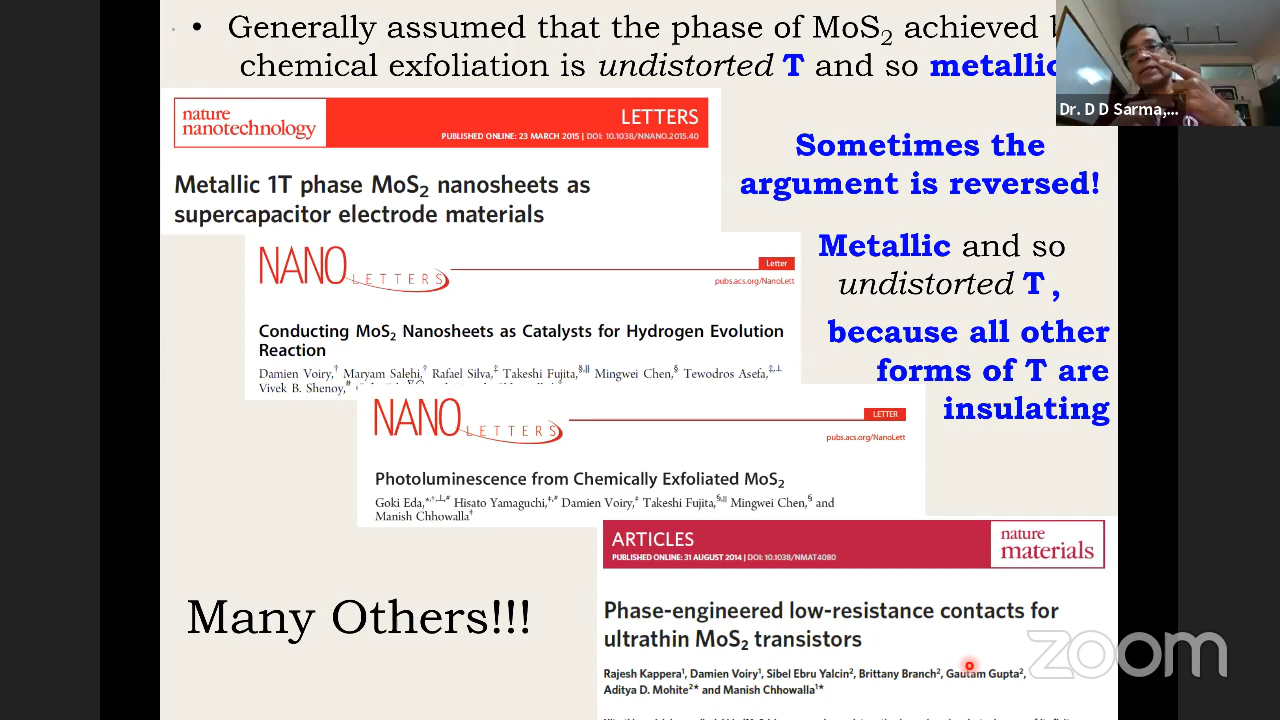 • Generally assumed that the phase of MoS₂ achieved
chemical exfoliation is undistorted T and so metallic
Dr. D D Sarma,...
nature
nanotechnology
LETTERS
PUBLISHED ONLINE: 23 MARCH 2015 | DOI: 10.1038/NNANO.2015.40
Metallic 1T phase MoS₂ nanosheets as
supercapacitor electrode materials
Sometimes the
argument is reversed!
Metallic and so
undistorted T ,
because all other
forms of T are
insulating
NANO LETTERS
Letter
pubs.acs.org/NanoLett
Conducting MoS₂ Nanosheets as Catalysts for Hydrogen Evolution
Reaction
Damien Voiry,† Maryam Salehi,† Rafael Silva,‡ Takeshi Fujita,§,∥ Mingwei Chen,§ Tewodros Asefa,‡,⊥
Vivek B. Shenoy,#
NANO LETTERS
LETTER
pubs.acs.org/NanoLett
Photoluminescence from Chemically Exfoliated MoS₂
Goki Eda,*,†,⊥,# Hisato Yamaguchi,‡,# Damien Voiry,‡ Takeshi Fujita,§,∥ Mingwei Chen,§ and
Manish Chhowalla†
ARTICLES
PUBLISHED ONLINE: 31 AUGUST 2014 | DOI: 10.1038/NMAT4080
nature
materials
Phase-engineered low-resistance contacts for
ultrathin MoS₂ transistors
Rajesh Kappera¹, Damien Voiry¹, Sibel Ebru Yalcin², Brittany Branch², Gautam Gupta²,
Aditya D. Mohite²* and Manish Chhowalla¹*
Many Others!!!
zoom